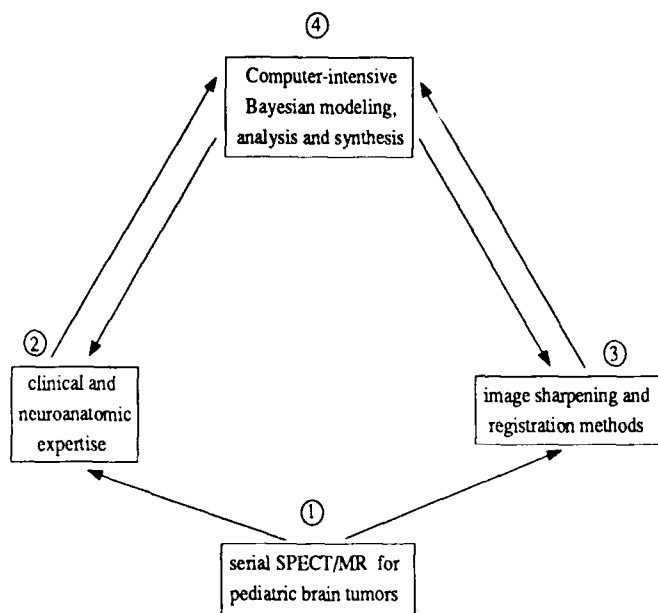 ④
Computer-intensive
Bayesian modeling,
analysis and synthesis
②
clinical and
neuroanatomic
expertise
③
image sharpening and
registration methods
①
serial SPECT/MR for
pediatric brain tumors